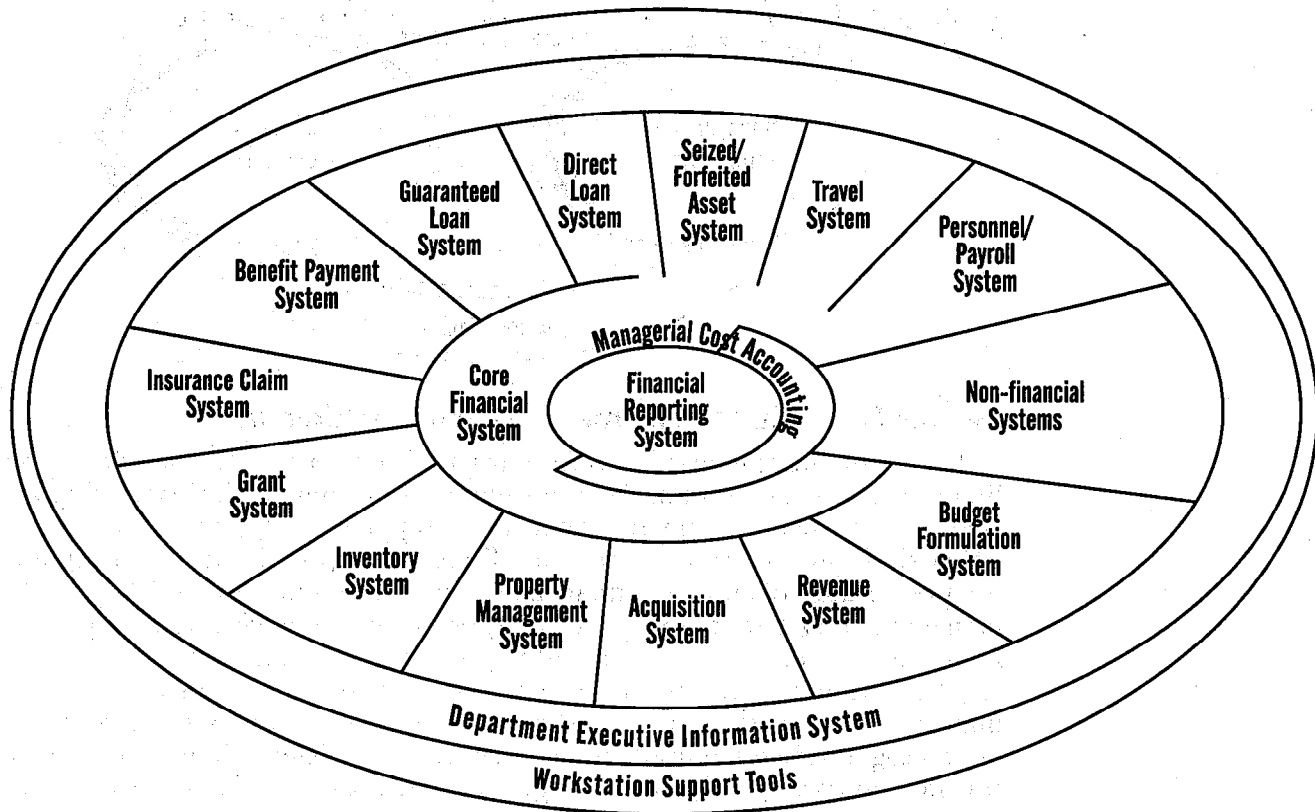 Seized/
Forfeited
Asset
System
Direct
Loan
System
Guaranteed
Loan
System
Travel
System
Personnel/
Payroll
System
Benefit Payment
System
Managerial Cost Accounting
Insurance Claim
System
Core
Financial
System
Financial
Reporting
System
Non-financial
Systems
Grant
System
Inventory
System
Property
Management
System
Acquisition
System
Revenue
System
Budget
Formulation
System
Department Executive Information System
Workstation Support Tools